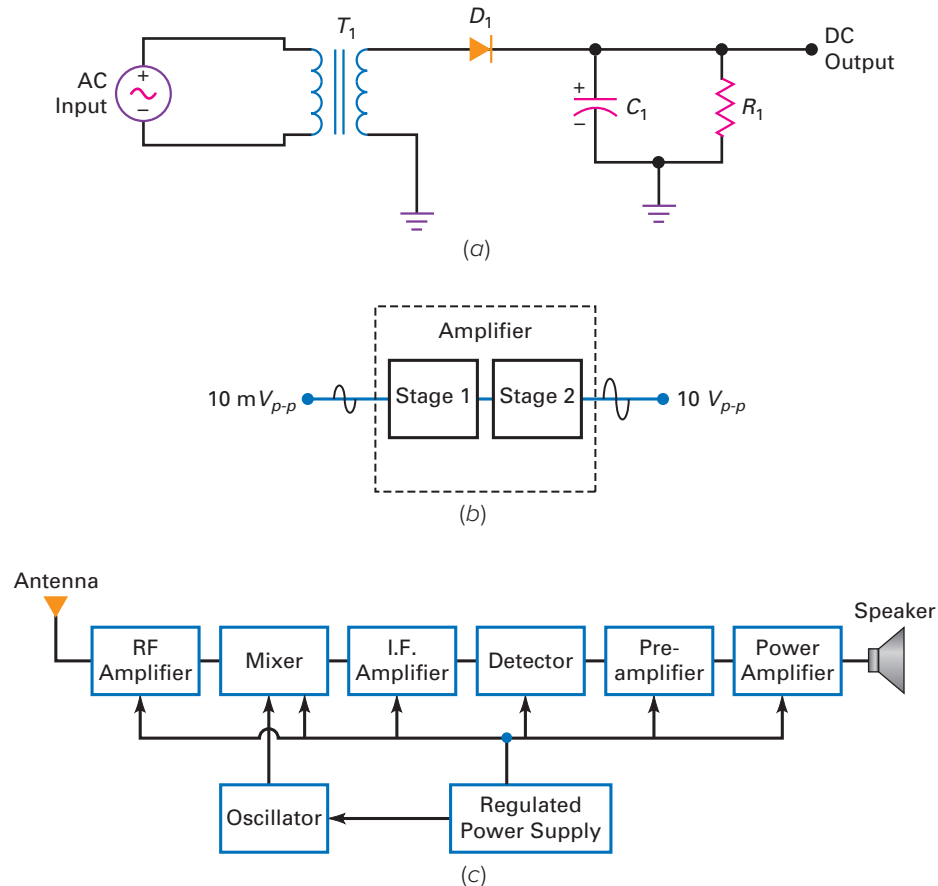 T₁
D₁
DC
Output
AC
Input
+
−
+
−
C₁
R₁
(a)
Amplifier
10 mVp-p
Stage 1
Stage 2
10 Vp-p
(b)
Antenna
Speaker
RF
Amplifier
Mixer
I.F.
Amplifier
Detector
Pre-
amplifier
Power
Amplifier
Oscillator
Regulated
Power Supply
(c)